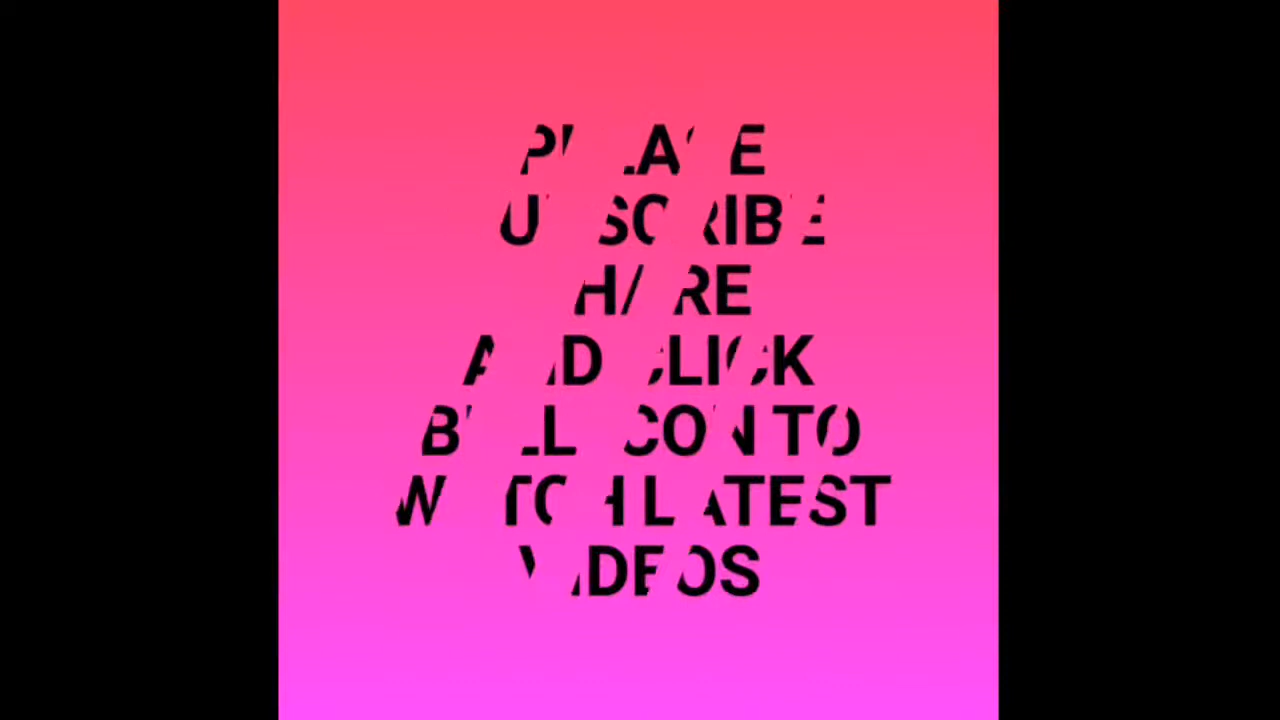 PLEASE
SUBSCRIBE
SHARE
AND CLICK
BELL ICON TO
WATCH LATEST
VIDEOS